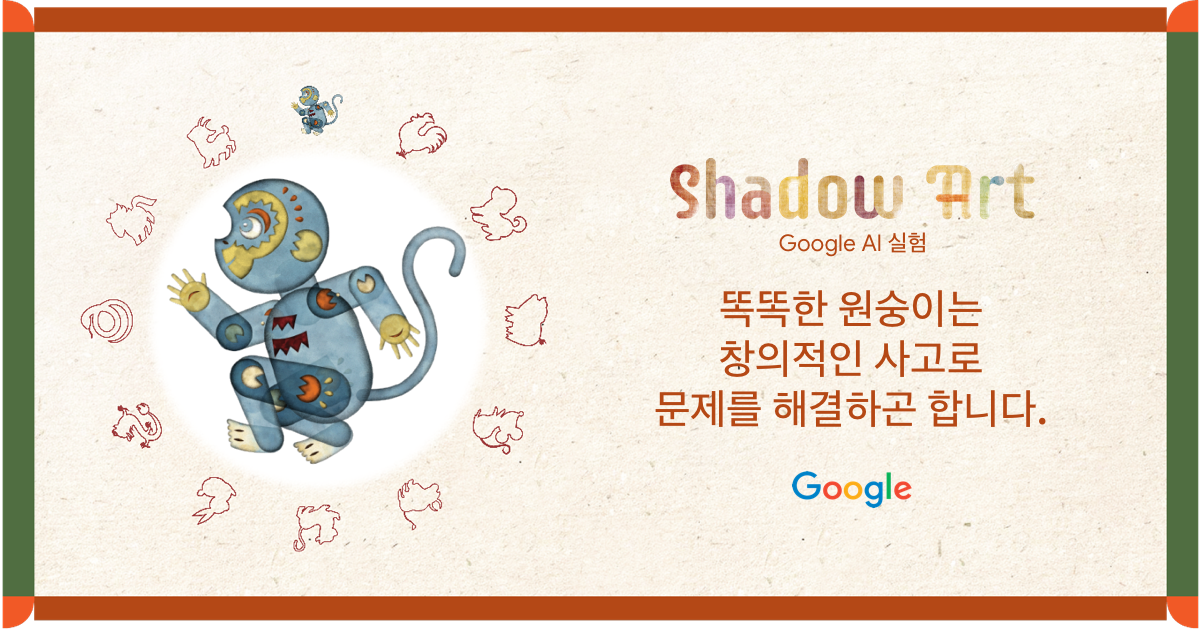 Shadow Art
Google AI 실험
똑똑한 원숭이는
창의적인 사고로
문제를 해결하곤 합니다.
Google